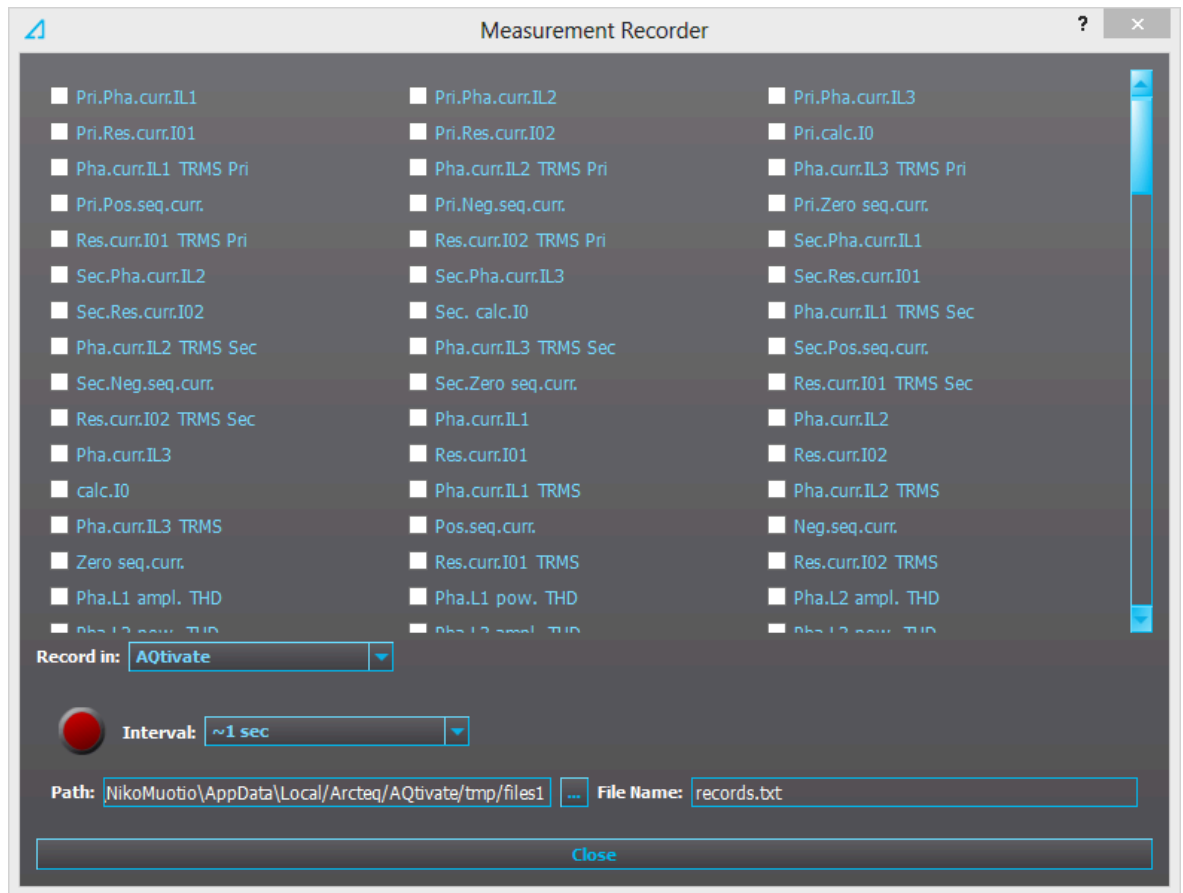 Measurement Recorder ? ×
Pri.Pha.curr.IL1 Pri.Pha.curr.IL2 Pri.Pha.curr.IL3
Pri.Res.curr.I01 Pri.Res.curr.I02 Pri.calc.I0
Pha.curr.IL1 TRMS Pri Pha.curr.IL2 TRMS Pri Pha.curr.IL3 TRMS Pri
Pri.Pos.seq.curr. Pri.Neg.seq.curr. Pri.Zero seq.curr.
Res.curr.I01 TRMS Pri Res.curr.I02 TRMS Pri Sec.Pha.curr.IL1
Sec.Pha.curr.IL2 Sec.Pha.curr.IL3 Sec.Res.curr.I01
Sec.Res.curr.I02 Sec. calc.I0 Pha.curr.IL1 TRMS Sec
Pha.curr.IL2 TRMS Sec Pha.curr.IL3 TRMS Sec Sec.Pos.seq.curr.
Sec.Neg.seq.curr. Sec.Zero seq.curr. Res.curr.I01 TRMS Sec
Res.curr.I02 TRMS Sec Pha.curr.IL1 Pha.curr.IL2
Pha.curr.IL3 Res.curr.I01 Res.curr.I02
calc.I0 Pha.curr.IL1 TRMS Pha.curr.IL2 TRMS
Pha.curr.IL3 TRMS Pos.seq.curr. Neg.seq.curr.
Zero seq.curr. Res.curr.I01 TRMS Res.curr.I02 TRMS
Pha.L1 ampl. THD Pha.L1 pow. THD Pha.L2 ampl. THD
Record in: AQtivate
Interval: ~1 sec
Path: NikoMuotio\AppData\Local/Arcteq/AQtivate/tmp/files1 ... File Name: records.txt
Close